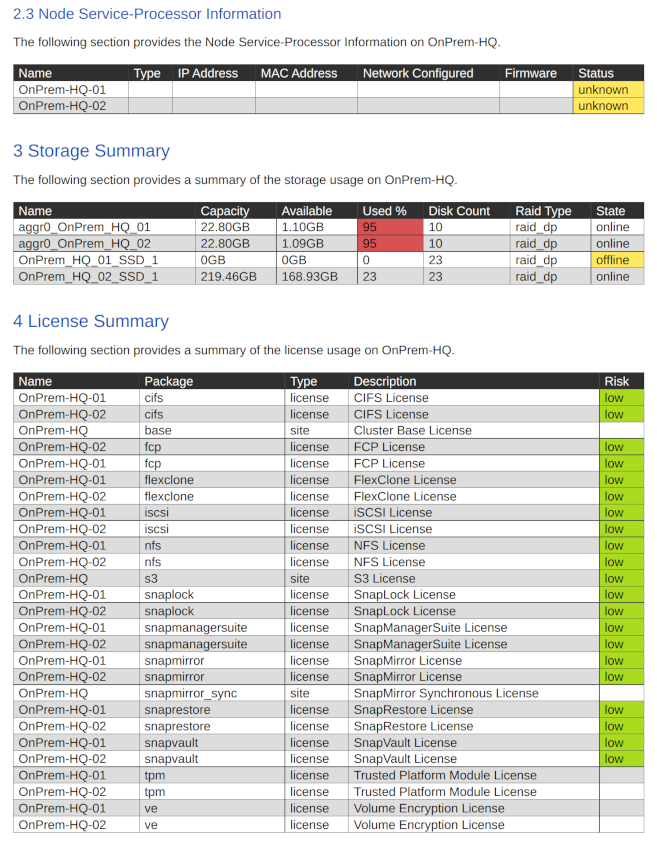 2.3 Node Service-Processor Information
The following section provides the Node Service-Processor Information on OnPrem-HQ.
Name Type IP Address MAC Address Network Configured Firmware Status
OnPrem-HQ-01 unknown
OnPrem-HQ-02 unknown
3 Storage Summary
The following section provides a summary of the storage usage on OnPrem-HQ.
Name Capacity Available Used % Disk Count Raid Type State
aggr0_OnPrem_HQ_01 22.80GB 1.10GB 95 10 raid_dp online
aggr0_OnPrem_HQ_02 22.80GB 1.09GB 95 10 raid_dp online
OnPrem_HQ_01_SSD_1 0GB 0GB 0 23 raid_dp offline
OnPrem_HQ_02_SSD_1 219.46GB 168.93GB 23 23 raid_dp online
4 License Summary
The following section provides a summary of the license usage on OnPrem-HQ.
Name Package Type Description Risk
OnPrem-HQ-01 cifs license CIFS License low
OnPrem-HQ-02 cifs license CIFS License low
OnPrem-HQ base site Cluster Base License
OnPrem-HQ-02 fcp license FCP License low
OnPrem-HQ-01 fcp license FCP License low
OnPrem-HQ-01 flexclone license FlexClone License low
OnPrem-HQ-02 flexclone license FlexClone License low
OnPrem-HQ-01 iscsi license iSCSI License low
OnPrem-HQ-02 iscsi license iSCSI License low
OnPrem-HQ-01 nfs license NFS License low
OnPrem-HQ-02 nfs license NFS License low
OnPrem-HQ s3 site S3 License low
OnPrem-HQ-01 snaplock license SnapLock License low
OnPrem-HQ-02 snaplock license SnapLock License low
OnPrem-HQ-01 snapmanagersuite license SnapManagerSuite License low
OnPrem-HQ-02 snapmanagersuite license SnapManagerSuite License low
OnPrem-HQ-01 snapmirror license SnapMirror License low
OnPrem-HQ-02 snapmirror license SnapMirror License low
OnPrem-HQ snapmirror_sync site SnapMirror Synchronous License
OnPrem-HQ-01 snaprestore license SnapRestore License low
OnPrem-HQ-02 snaprestore license SnapRestore License low
OnPrem-HQ-01 snapvault license SnapVault License low
OnPrem-HQ-02 snapvault license SnapVault License low
OnPrem-HQ-01 tpm license Trusted Platform Module License
OnPrem-HQ-02 tpm license Trusted Platform Module License
OnPrem-HQ-01 ve license Volume Encryption License
OnPrem-HQ-02 ve license Volume Encryption License